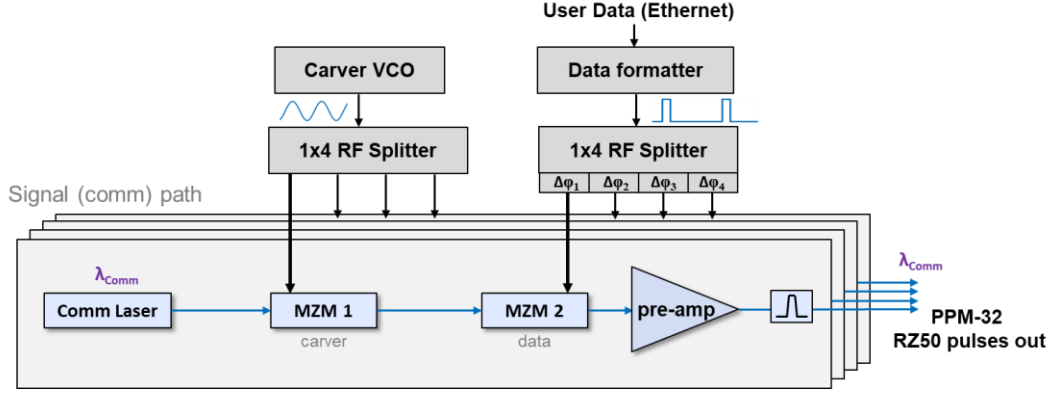 User Data (Ethernet)
Carver VCO
Data formatter
1x4 RF Splitter
1x4 RF Splitter
Δφ1 Δφ2 Δφ3 Δφ4
Signal (comm) path
λComm
λComm
Comm Laser
MZM 1
MZM 2
pre-amp
carver
data
PPM-32
RZ50 pulses out